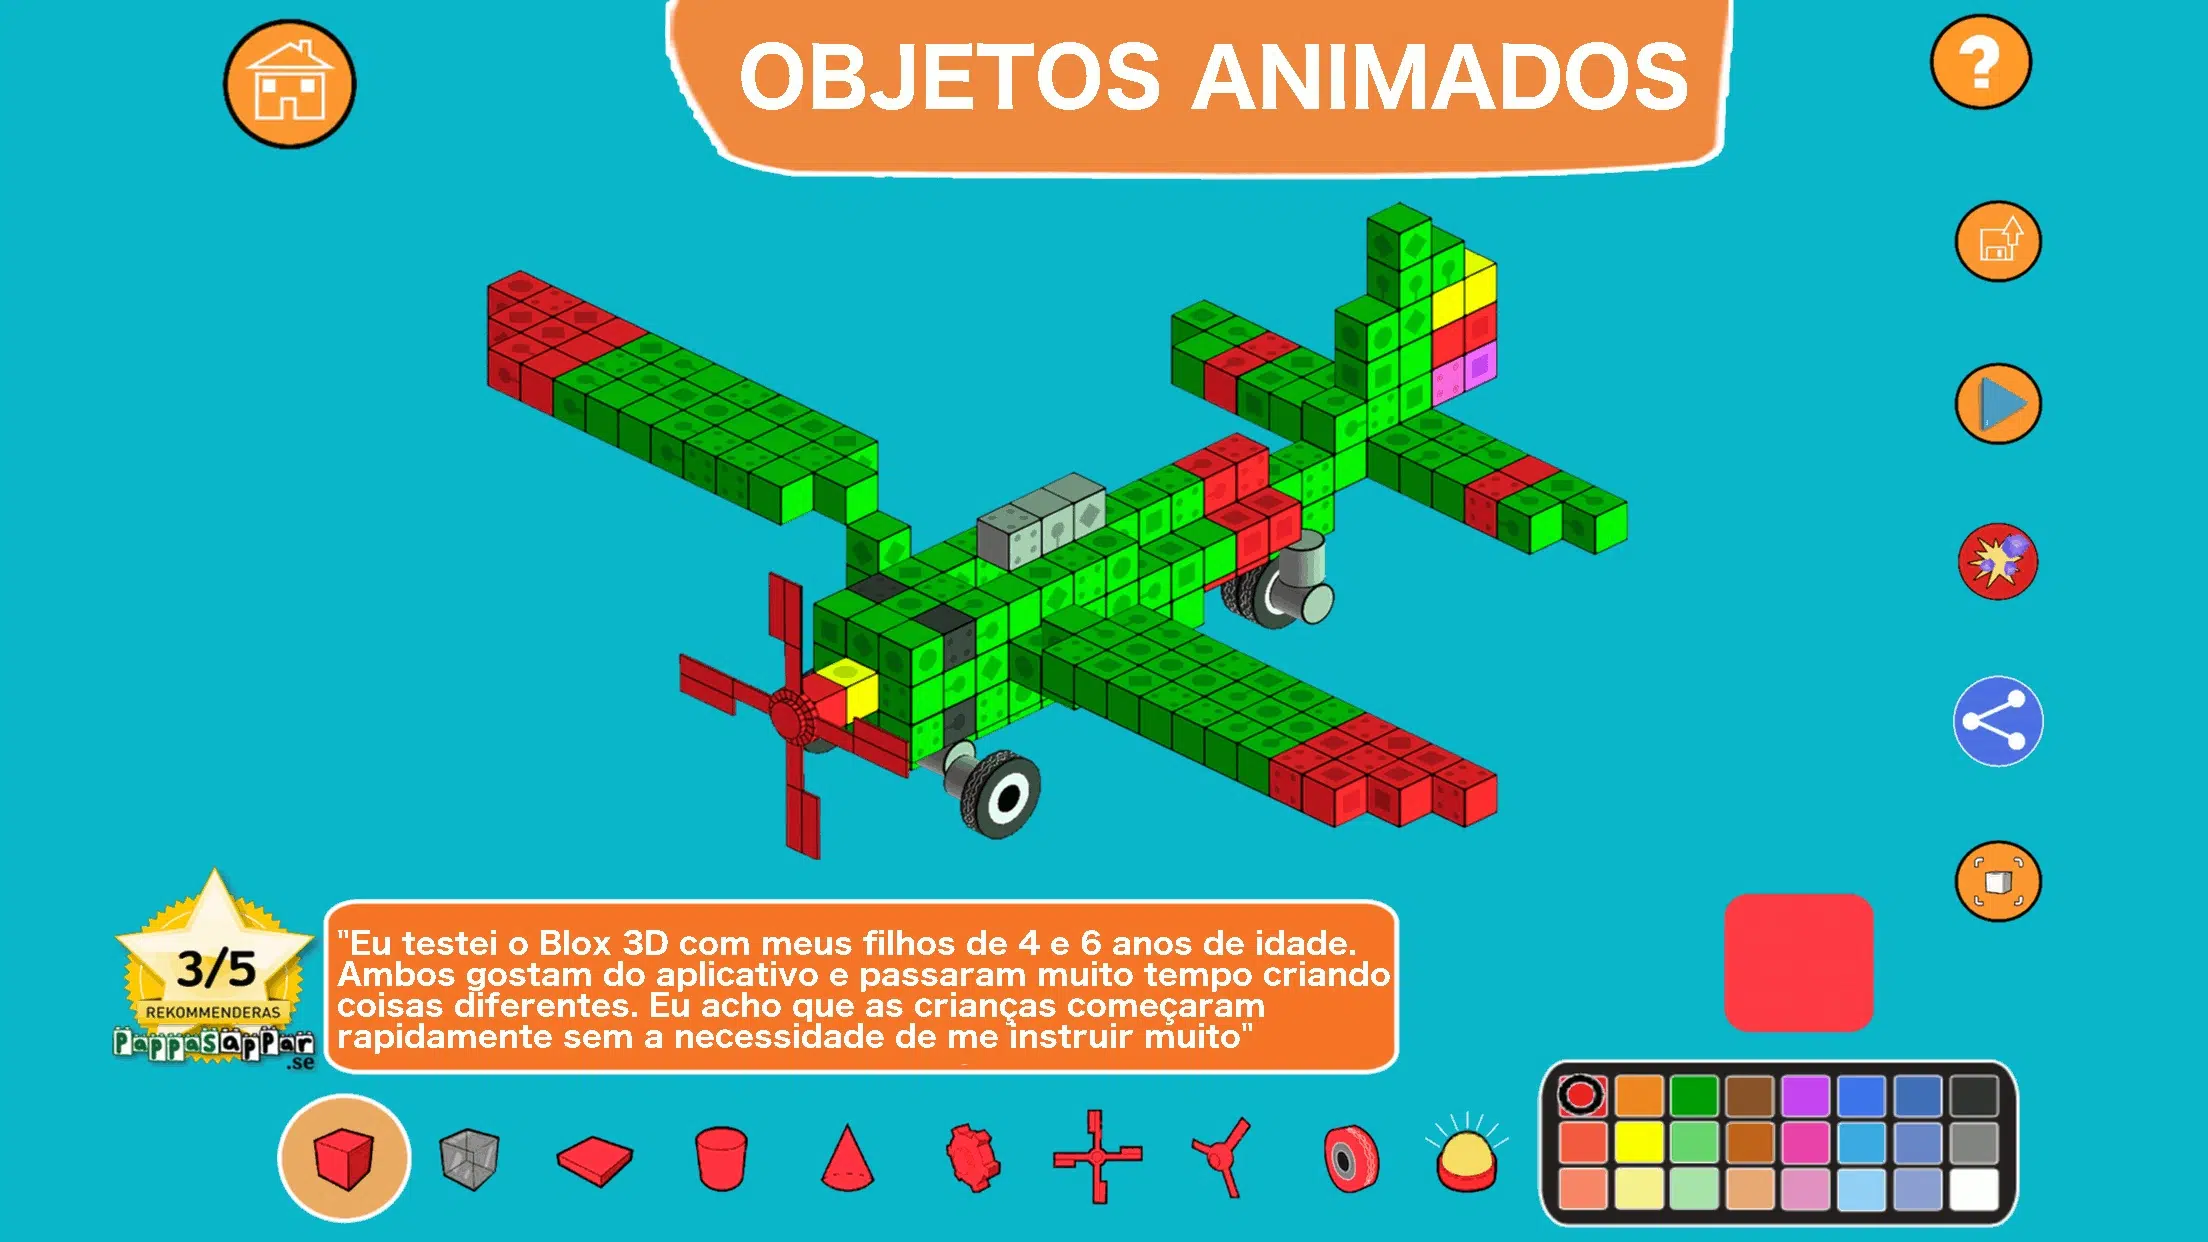 OBJETOS ANIMADOS
?
3/5
REKOMMENDERAS
PappasapPar
.se
"Eu testei o Blox 3D com meus filhos de 4 e 6 anos de idade.
Ambos gostam do aplicativo e passaram muito tempo criando
coisas diferentes. Eu acho que as crianças começaram
rapidamente sem a necessidade de me instruir muito"